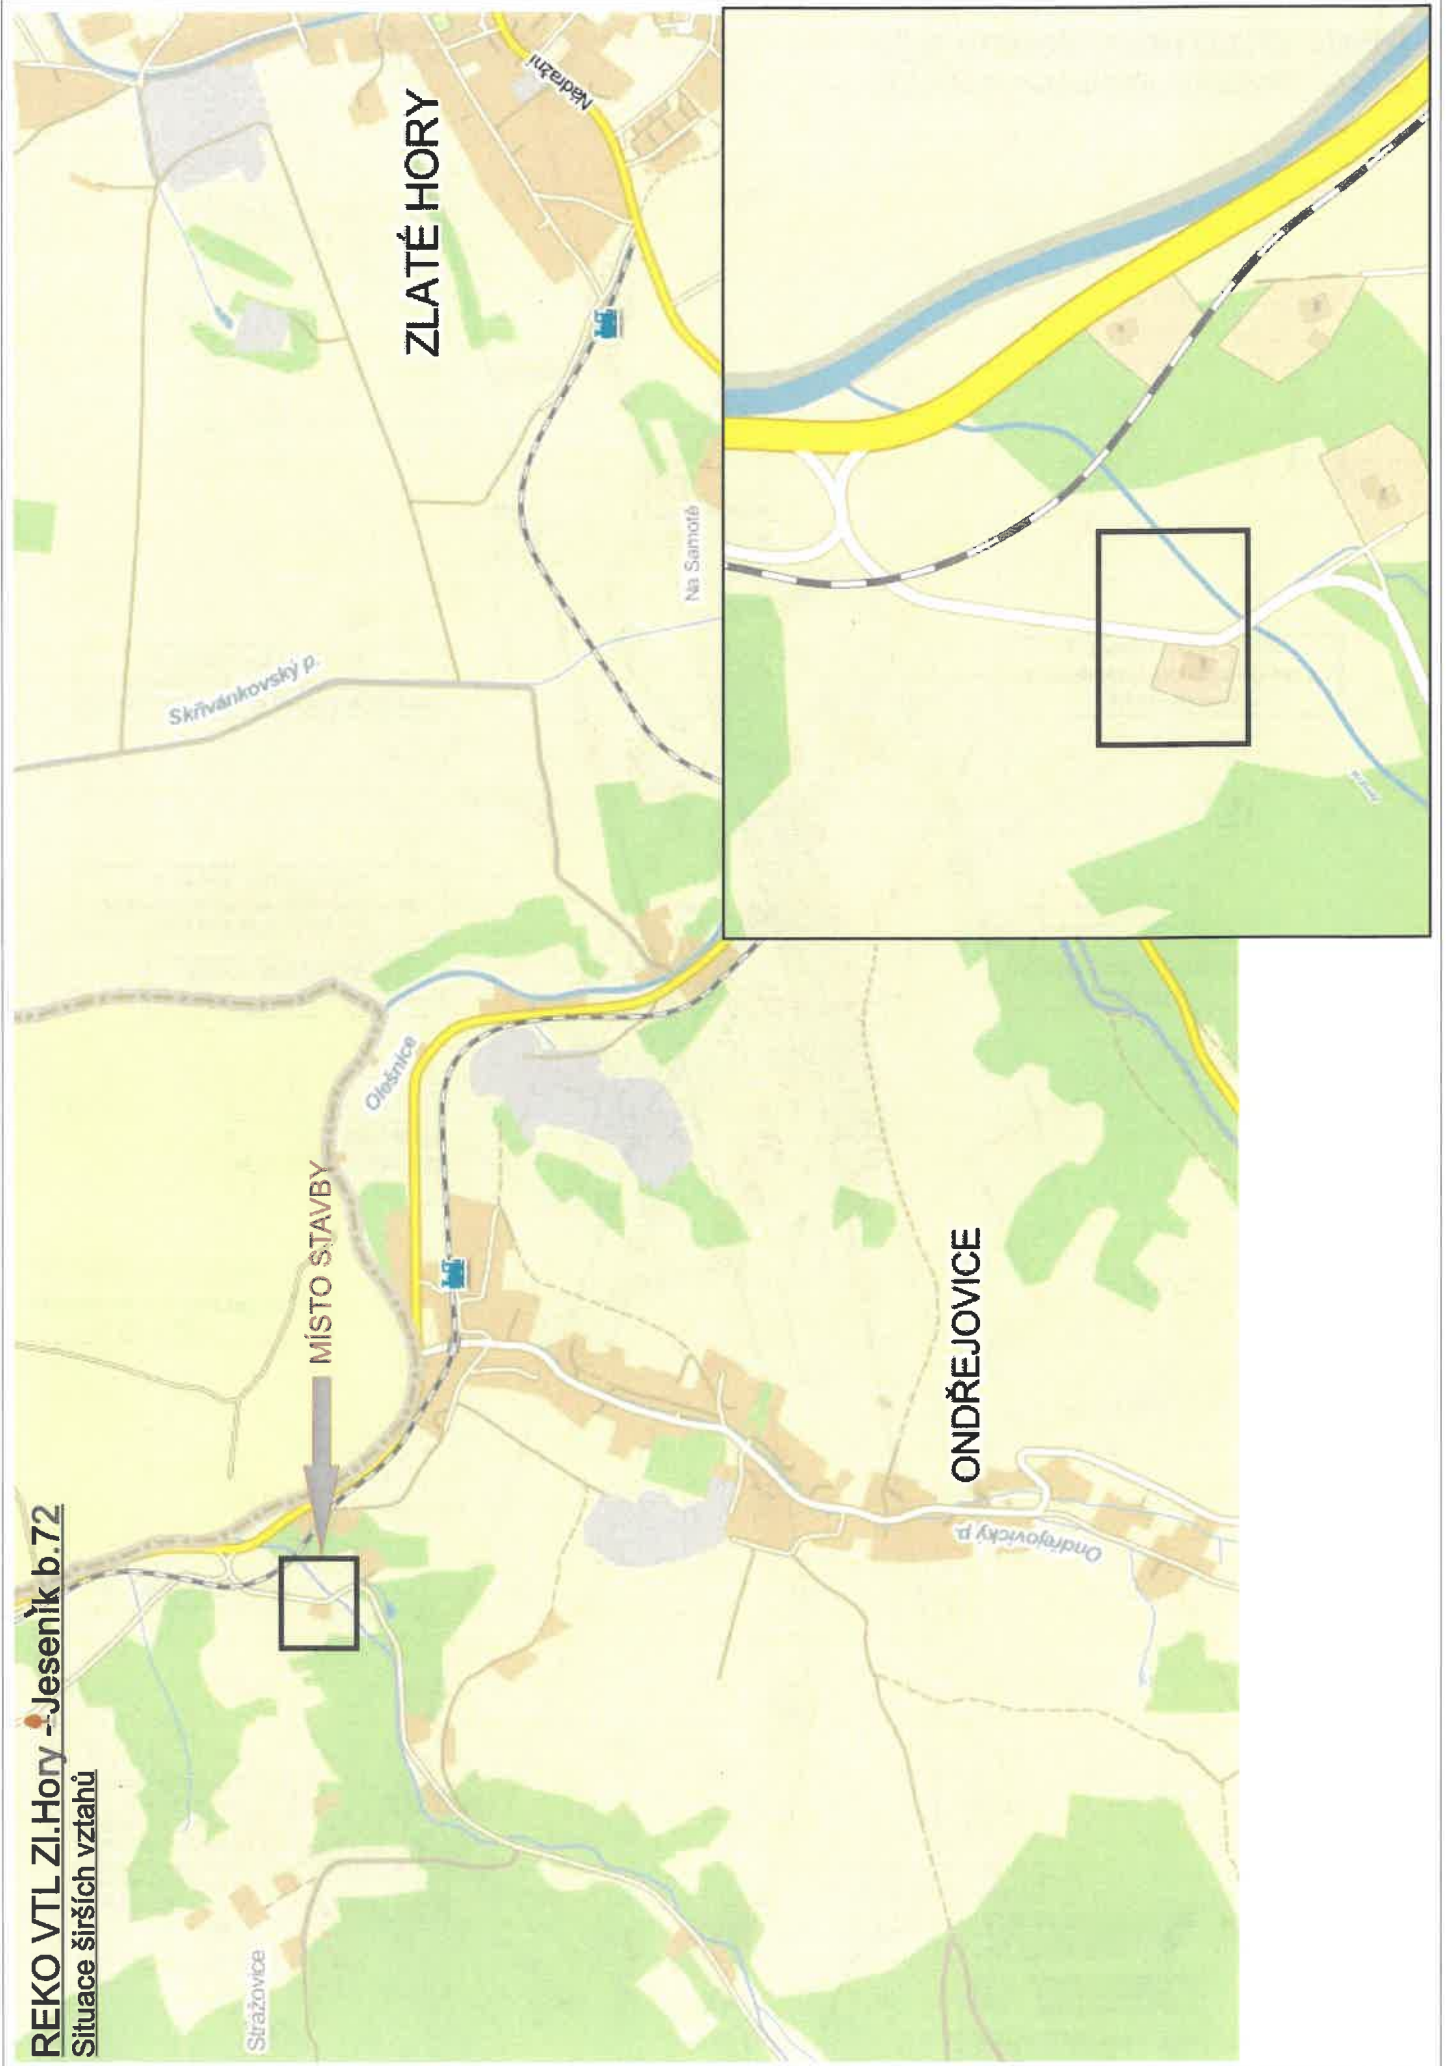 REKO VTL Zl.Hory - Jeseník b.72
Situace širších vztahů
Strážovice
MÍSTO STAVBY
Olešnice
Skřivánkovský p.
ZLATÉ HORY
Nádražní
Na Samotě
ONDŘEJOVICE
Ondřejovický p.